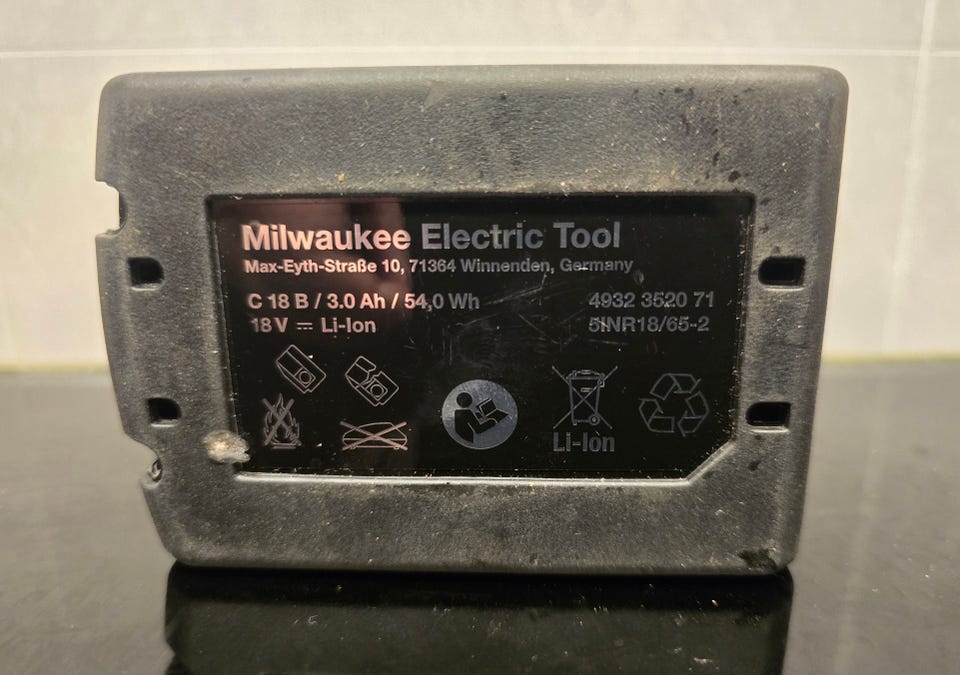 Milwaukee Electric Tool
Max-Eyth-Straße 10, 71364 Winnenden, Germany
C 18 B / 3.0 Ah / 54,0 Wh 4932 3520 71
18 V ⎓ Li-Ion 5INR18/65-2
Li-Ion